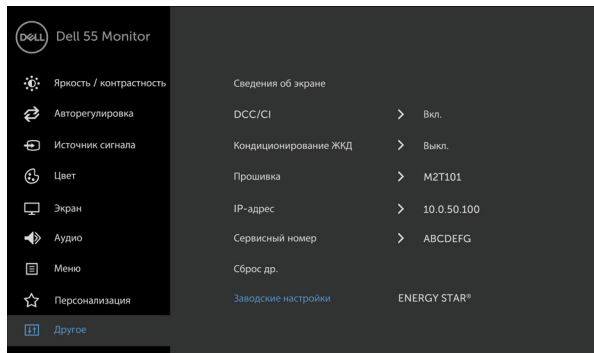 DELL
Dell 55 Monitor
Яркость / контрастность
Авторегулировка
Источник сигнала
Цвет
Экран
Аудио
Меню
Персонализация
Другое
Сведения об экране
DCC/CI Вкл.
Кондиционирование ЖКД Выкл.
Прошивка M2T101
IP-адрес 10.0.50.100
Сервисный номер ABCDEFG
Сброс др.
Заводские настройки ENERGY STAR®